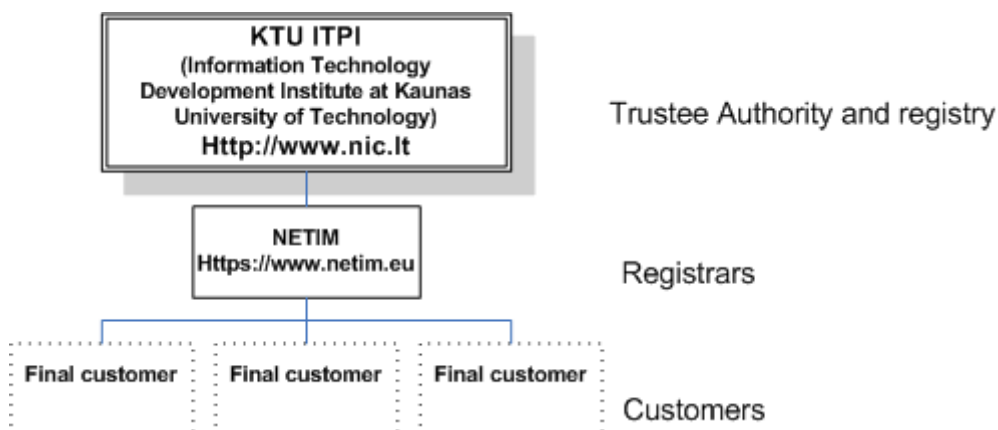 KTU ITPI
(Information Technology
Development Institute at Kaunas
University of Technology)
Http://www.nic.lt
Trustee Authority and registry
NETIM
Https://www.netim.eu
Registrars
Final customer
Final customer
Final customer
Customers